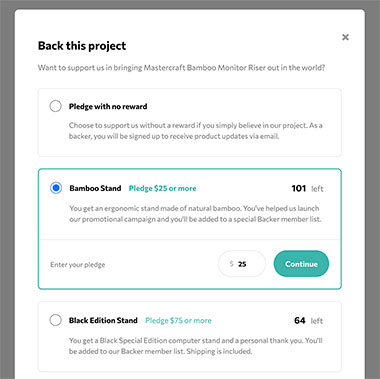 Back this project
Want to support us in bringing Mastercraft Bamboo Monitor Riser out in the world?
Pledge with no reward
Choose to support us without a reward if you simply believe in our project. As a
backer, you will be signed up to receive product updates via email.
Bamboo Stand Pledge $25 or more 101 left
You get an ergonomic stand made of natural bamboo. You've helped us launch
our promotional campaign and you'll be added to a special Backer member list.
Enter your pledge $ 25 Continue
Black Edition Stand Pledge $75 or more 64 left
You get a Black Special Edition computer stand and a personal thank you. You'll
be added to our Backer member list. Shipping is included.